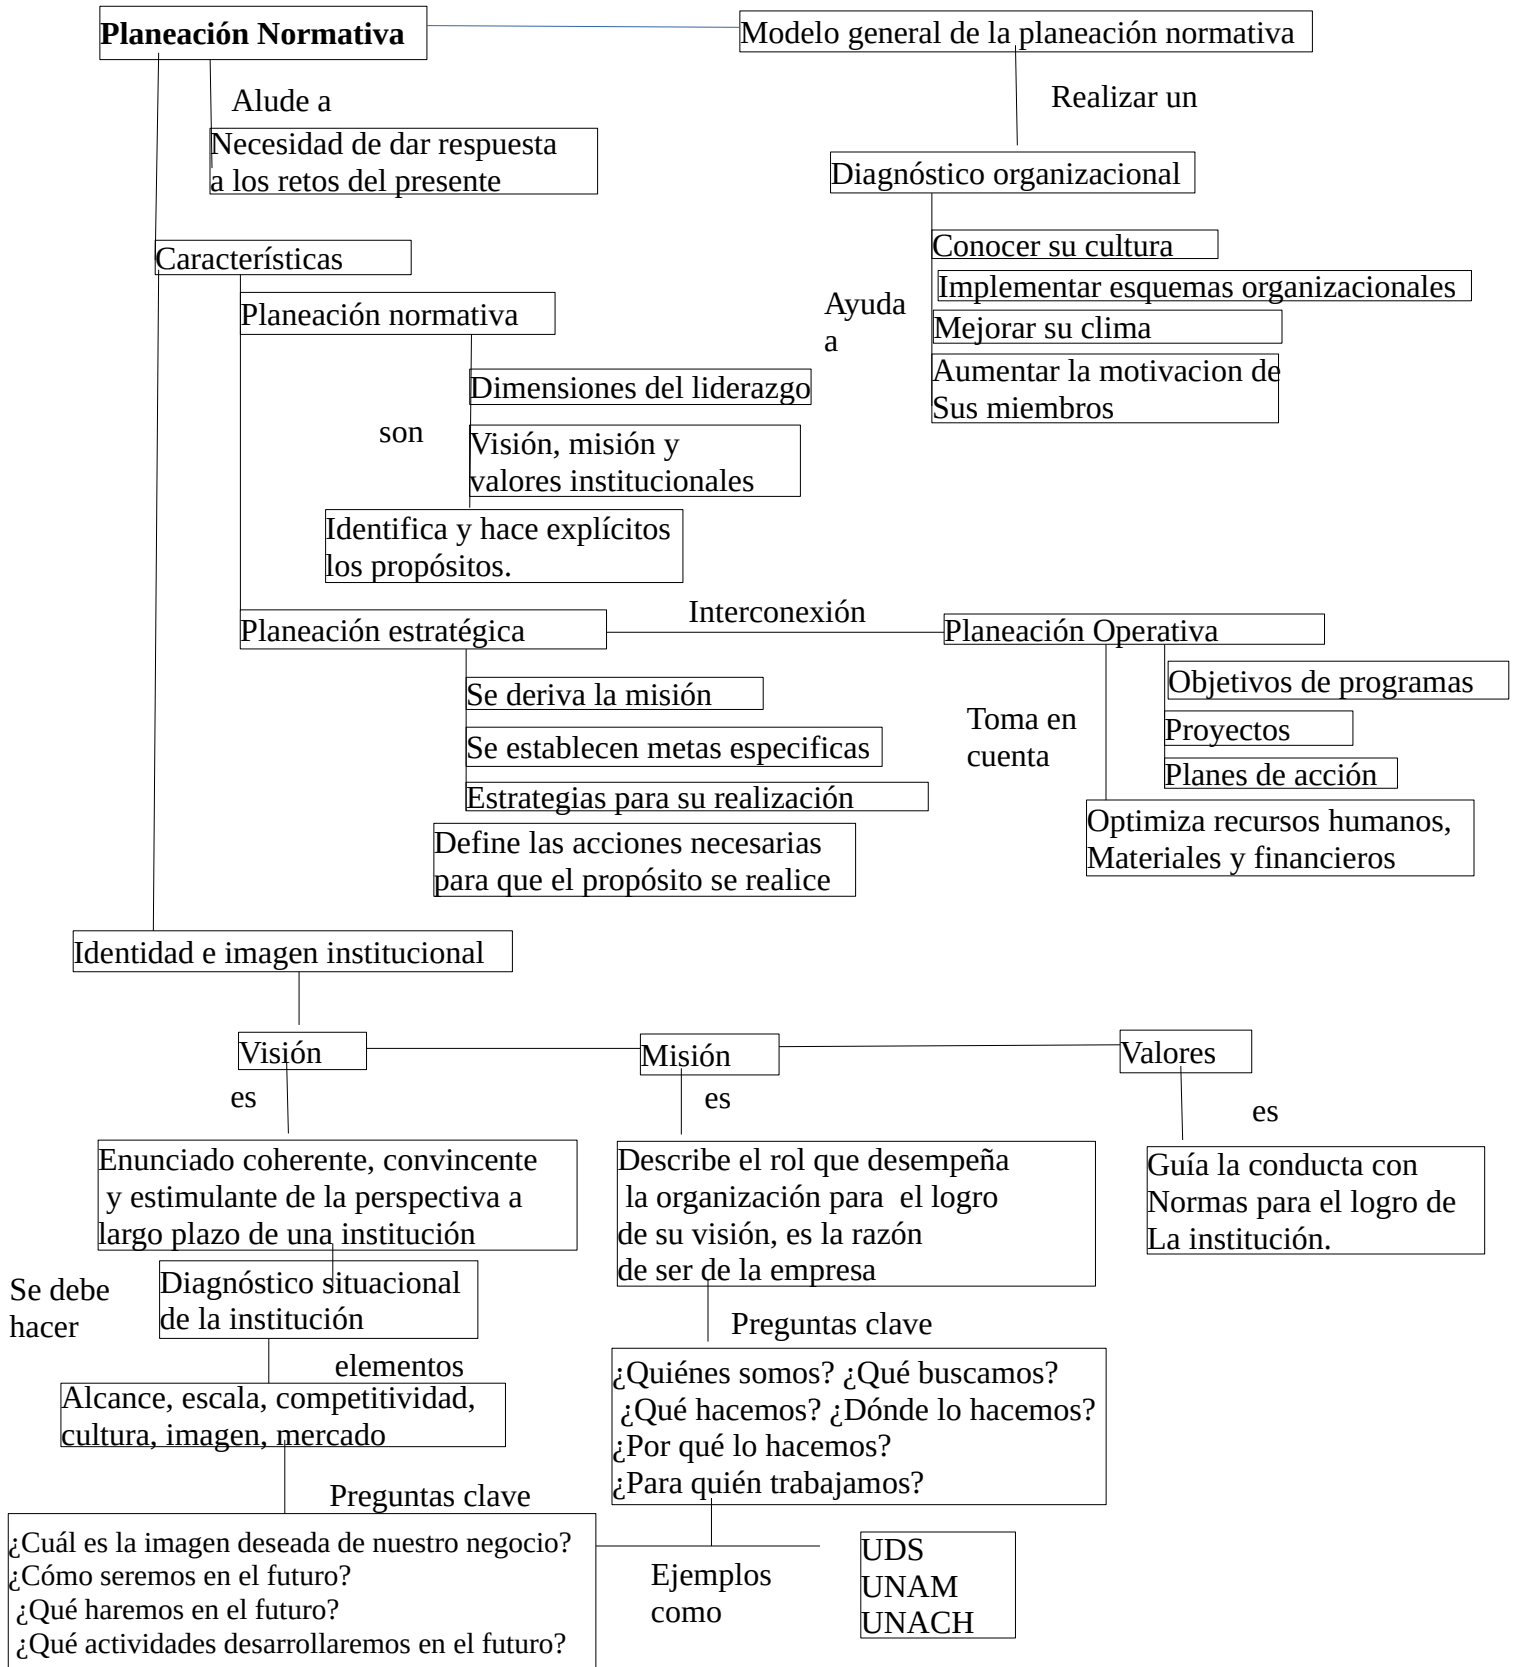 Planeación Normativa
Modelo general de la planeación normativa
Alude a
Realizar un
Necesidad de dar respuesta
a los retos del presente
Diagnóstico organizacional
Conocer su cultura
Características
Implementar esquemas organizacionales
Ayuda
a
Planeación normativa
Mejorar su clima
Aumentar la motivacion de
Sus miembros
Dimensiones del liderazgo
son
Visión, misión y
valores institucionales
Identifica y hace explícitos
los propósitos.
Interconexión
Planeación estratégica
Planeación Operativa
Se deriva la misión
Se establecen metas especificas
Estrategias para su realización
Define las acciones necesarias
para que el propósito se realice
Toma en
cuenta
Objetivos de programas
Proyectos
Planes de acción
Optimiza recursos humanos,
Materiales y financieros
Identidad e imagen institucional
Visión
Misión
Valores
es
es
es
Enunciado coherente, convincente
y estimulante de la perspectiva a
largo plazo de una institución
Describe el rol que desempeña
la organización para  el logro
de su visión, es la razón
de ser de la empresa
Guía la conducta con
Normas para el logro de
La institución.
Se debe
hacer
Diagnóstico situacional
de la institución
Preguntas clave
elementos
Alcance, escala, competitividad,
cultura, imagen, mercado
¿Quiénes somos? ¿Qué buscamos?
¿Qué hacemos? ¿Dónde lo hacemos?
¿Por qué lo hacemos?
¿Para quién trabajamos?
Preguntas clave
¿Cuál es la imagen deseada de nuestro negocio?
¿Cómo seremos en el futuro?
¿Qué haremos en el futuro?
¿Qué actividades desarrollaremos en el futuro?
Ejemplos
como
UDS
UNAM
UNACH